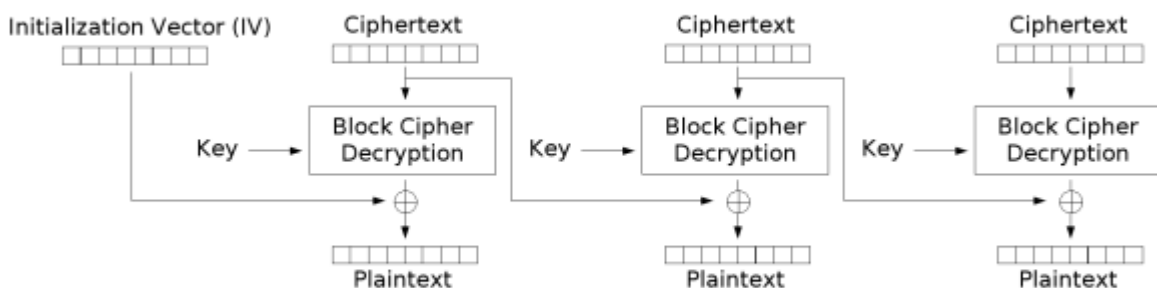 Initialization Vector (IV)
Ciphertext
Ciphertext
Ciphertext
Key
Block Cipher
Decryption
Key
Block Cipher
Decryption
Key
Block Cipher
Decryption
Plaintext
Plaintext
Plaintext